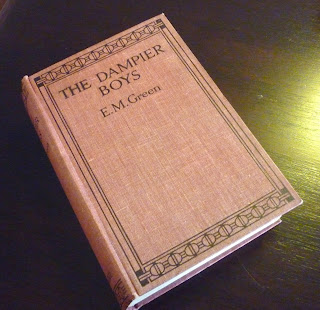 THE DAMPIER
BOYS
E.M.Green